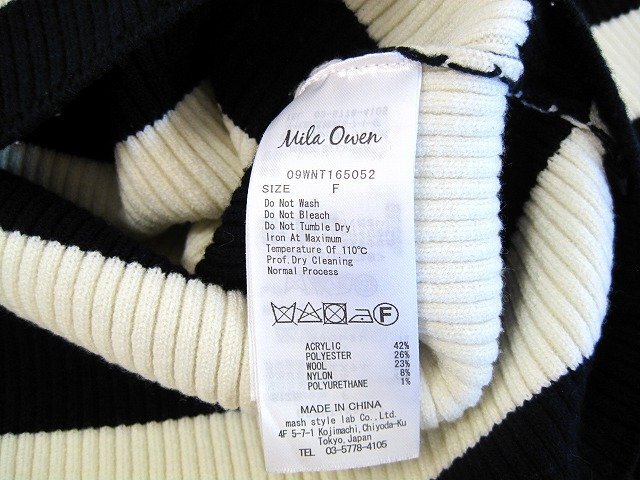 Mila Owen
09WNT165052
SIZE F
Do Not Wash
Do Not Bleach
Do Not Tumble Dry
Iron At Maximum
Temperature Of 110℃
Prof.Dry Cleaning
Normal Process
F
ACRYLIC 42%
POLYESTER 26%
WOOL 23%
NYLON 8%
POLYURETHANE 1%
MADE IN CHINA
mash style lab Co.,Ltd.
4F 5-7-1 Kojimachi,Chiyoda-Ku
Tokyo,Japan
TEL 03-5778-4105